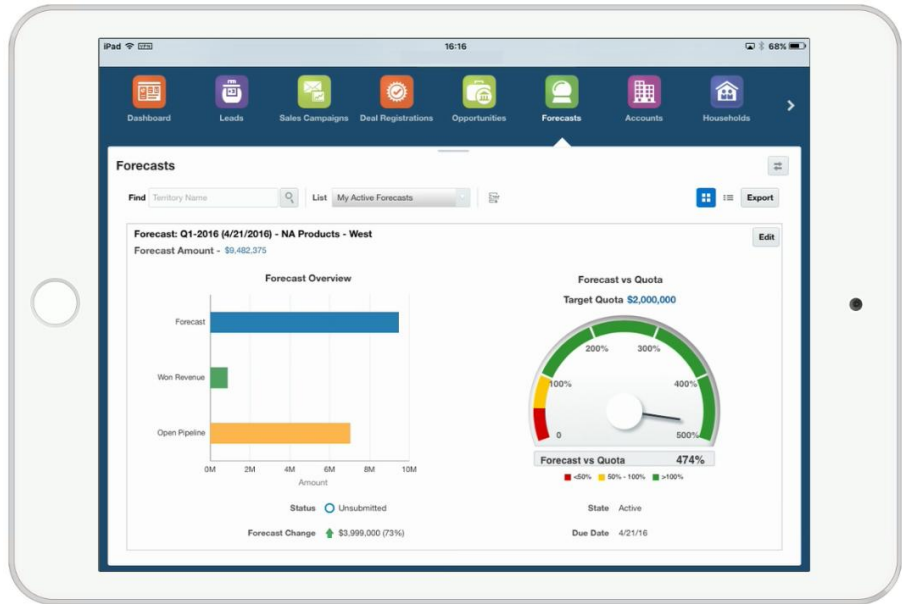 iPad VPN 16:16 68%
Dashboard Leads Sales Campaigns Deal Registrations Opportunities Forecasts Accounts Households
Forecasts
Find Territory Name List My Active Forecasts Export
Forecast: Q1-2016 (4/21/2016) - NA Products - West Edit
Forecast Amount - $9,482,375
Forecast Overview
Forecast
Won Revenue
Open Pipeline
0M 2M 4M 6M 8M 10M
Amount
Status Unsubmitted
Forecast Change $3,999,000 (73%)
Forecast vs Quota
Target Quota $2,000,000
200% 300%
100% 400%
0 500%
Forecast vs Quota 474%
<50% 50% - 100% >100%
State Active
Due Date 4/21/16